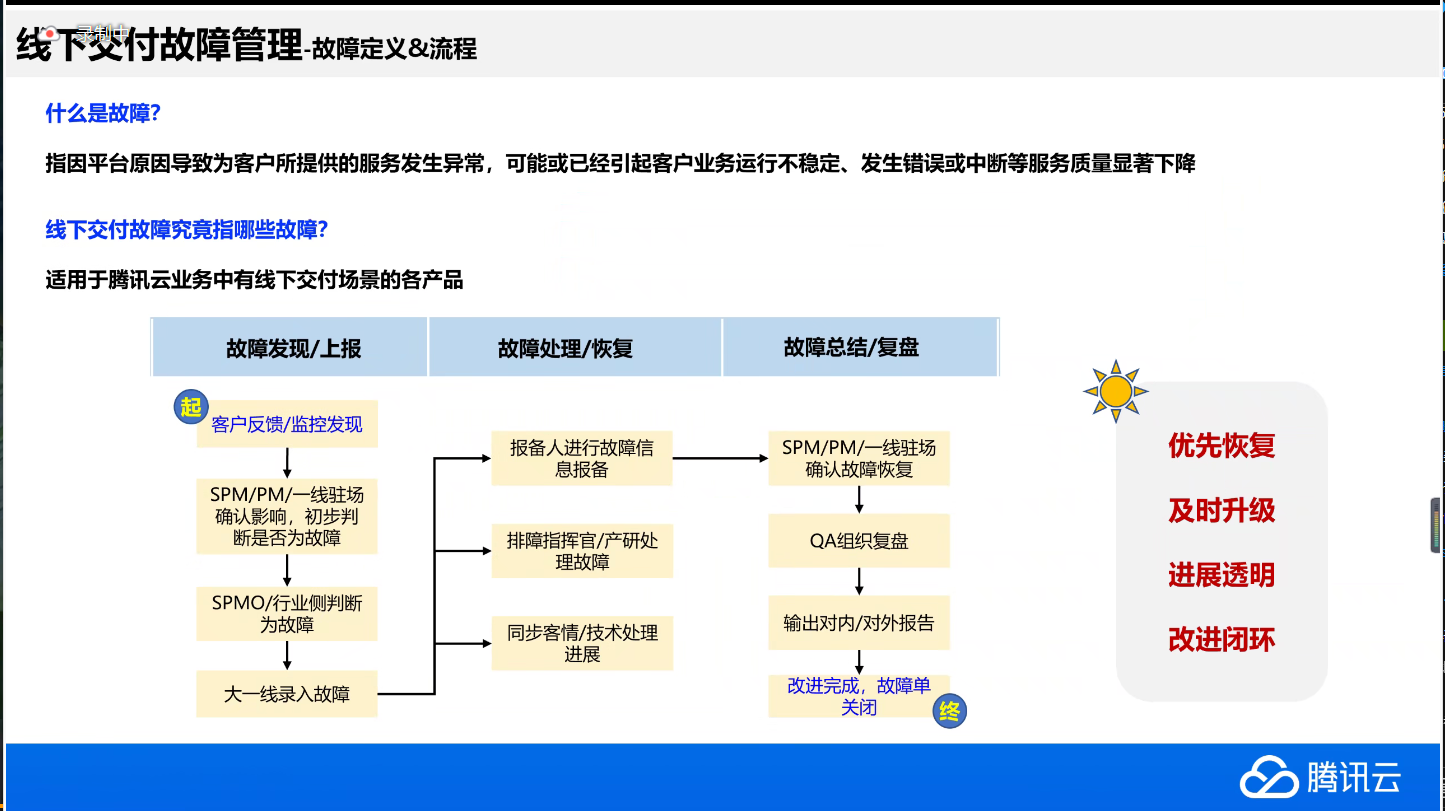 录制中
线下交付故障管理-故障定义&流程
什么是故障?
指因平台原因导致为客户所提供的服务发生异常，可能或已经引起客户业务运行不稳定、发生错误或中断等服务质量显著下降
线下交付故障究竟指哪些故障?
适用于腾讯云业务中有线下交付场景的各产品
故障发现/上报
故障处理/恢复
故障总结/复盘
起
客户反馈/监控发现
SPM/PM/一线驻场
确认影响，初步判
断是否为故障
SPMO/行业侧判断
为故障
大一线录入故障
报备人进行故障信
息报备
排障指挥官/产研处
理故障
同步客情/技术处理
进展
SPM/PM/一线驻场
确认故障恢复
QA组织复盘
输出对内/对外报告
改进完成，故障单
关闭
终
优先恢复
及时升级
进展透明
改进闭环
腾讯云